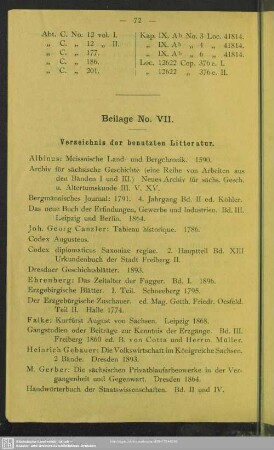 — 72 —
Abt. C. No. 12 vol. I.
„ C. „ 12 „ II.
„ C. „ 177.
„ C. „ 186.
„ C. „ 201.
Kap. IX. Ab No. 3 Loc. 41814.
„ IX. Ab „ 4 „ 41814.
„ IX. Ab „ 6 „ 41814.
Loc. 12622 Cap. 376 e. I.
„ 12622 „ 376 e. II.
Beilage No. VII.
Verzeichnis der benutzten Litteratur.
Albinus: Meissnische Land- und Bergchronik. 1590.
Archiv für sächsische Geschichte (eine Reihe von Arbeiten aus
den Bänden I und III.) Neues Archiv für sächs. Gesch.
u. Altertumskunde III. V. XV.
Bergmännisches Journal: 1791. 4. Jahrgang Bd. II ed. Köhler.
Das neue Buch der Erfindungen, Gewerbe und Industrien. Bd. III.
Leipzig und Berlin. 1864.
Joh. Georg Canzler: Tableau historique. 1786.
Codex Augusteus.
Codex diplomaticus Saxoniae regiae. 2. Hauptteil Bd. XIII
Urkundenbuch der Stadt Freiberg II.
Dresdner Geschichtsblätter. 1893.
Ehrenberg: Das Zeitalter der Fugger. Bd. I. 1896.
Erzgebirgische Blätter. I. Teil. Schneeberg 1795.
Der Erzgebirgische Zuschauer. ed. Mag. Gotth. Friedr. Oesfeld.
Teil II. Halle 1774.
Falke: Kurfürst August von Sachsen. Leipzig 1868.
Gangstudien oder Beiträge zur Kenntnis der Erzgänge. Bd. III.
Freiberg 1860 ed. B. von Cotta und Herrm. Müller.
Heinrich Gebauer: Die Volkswirtschaft im Königreiche Sachsen.
2 Bände. Dresden 1893.
M. Gerber: Die sächsischen Privatblaufarbenwerke in der Ver-
gangenheit und Gegenwart. Dresden 1864.
Handwörterbuch der Staatswissenschaften. Bd. II und IV.